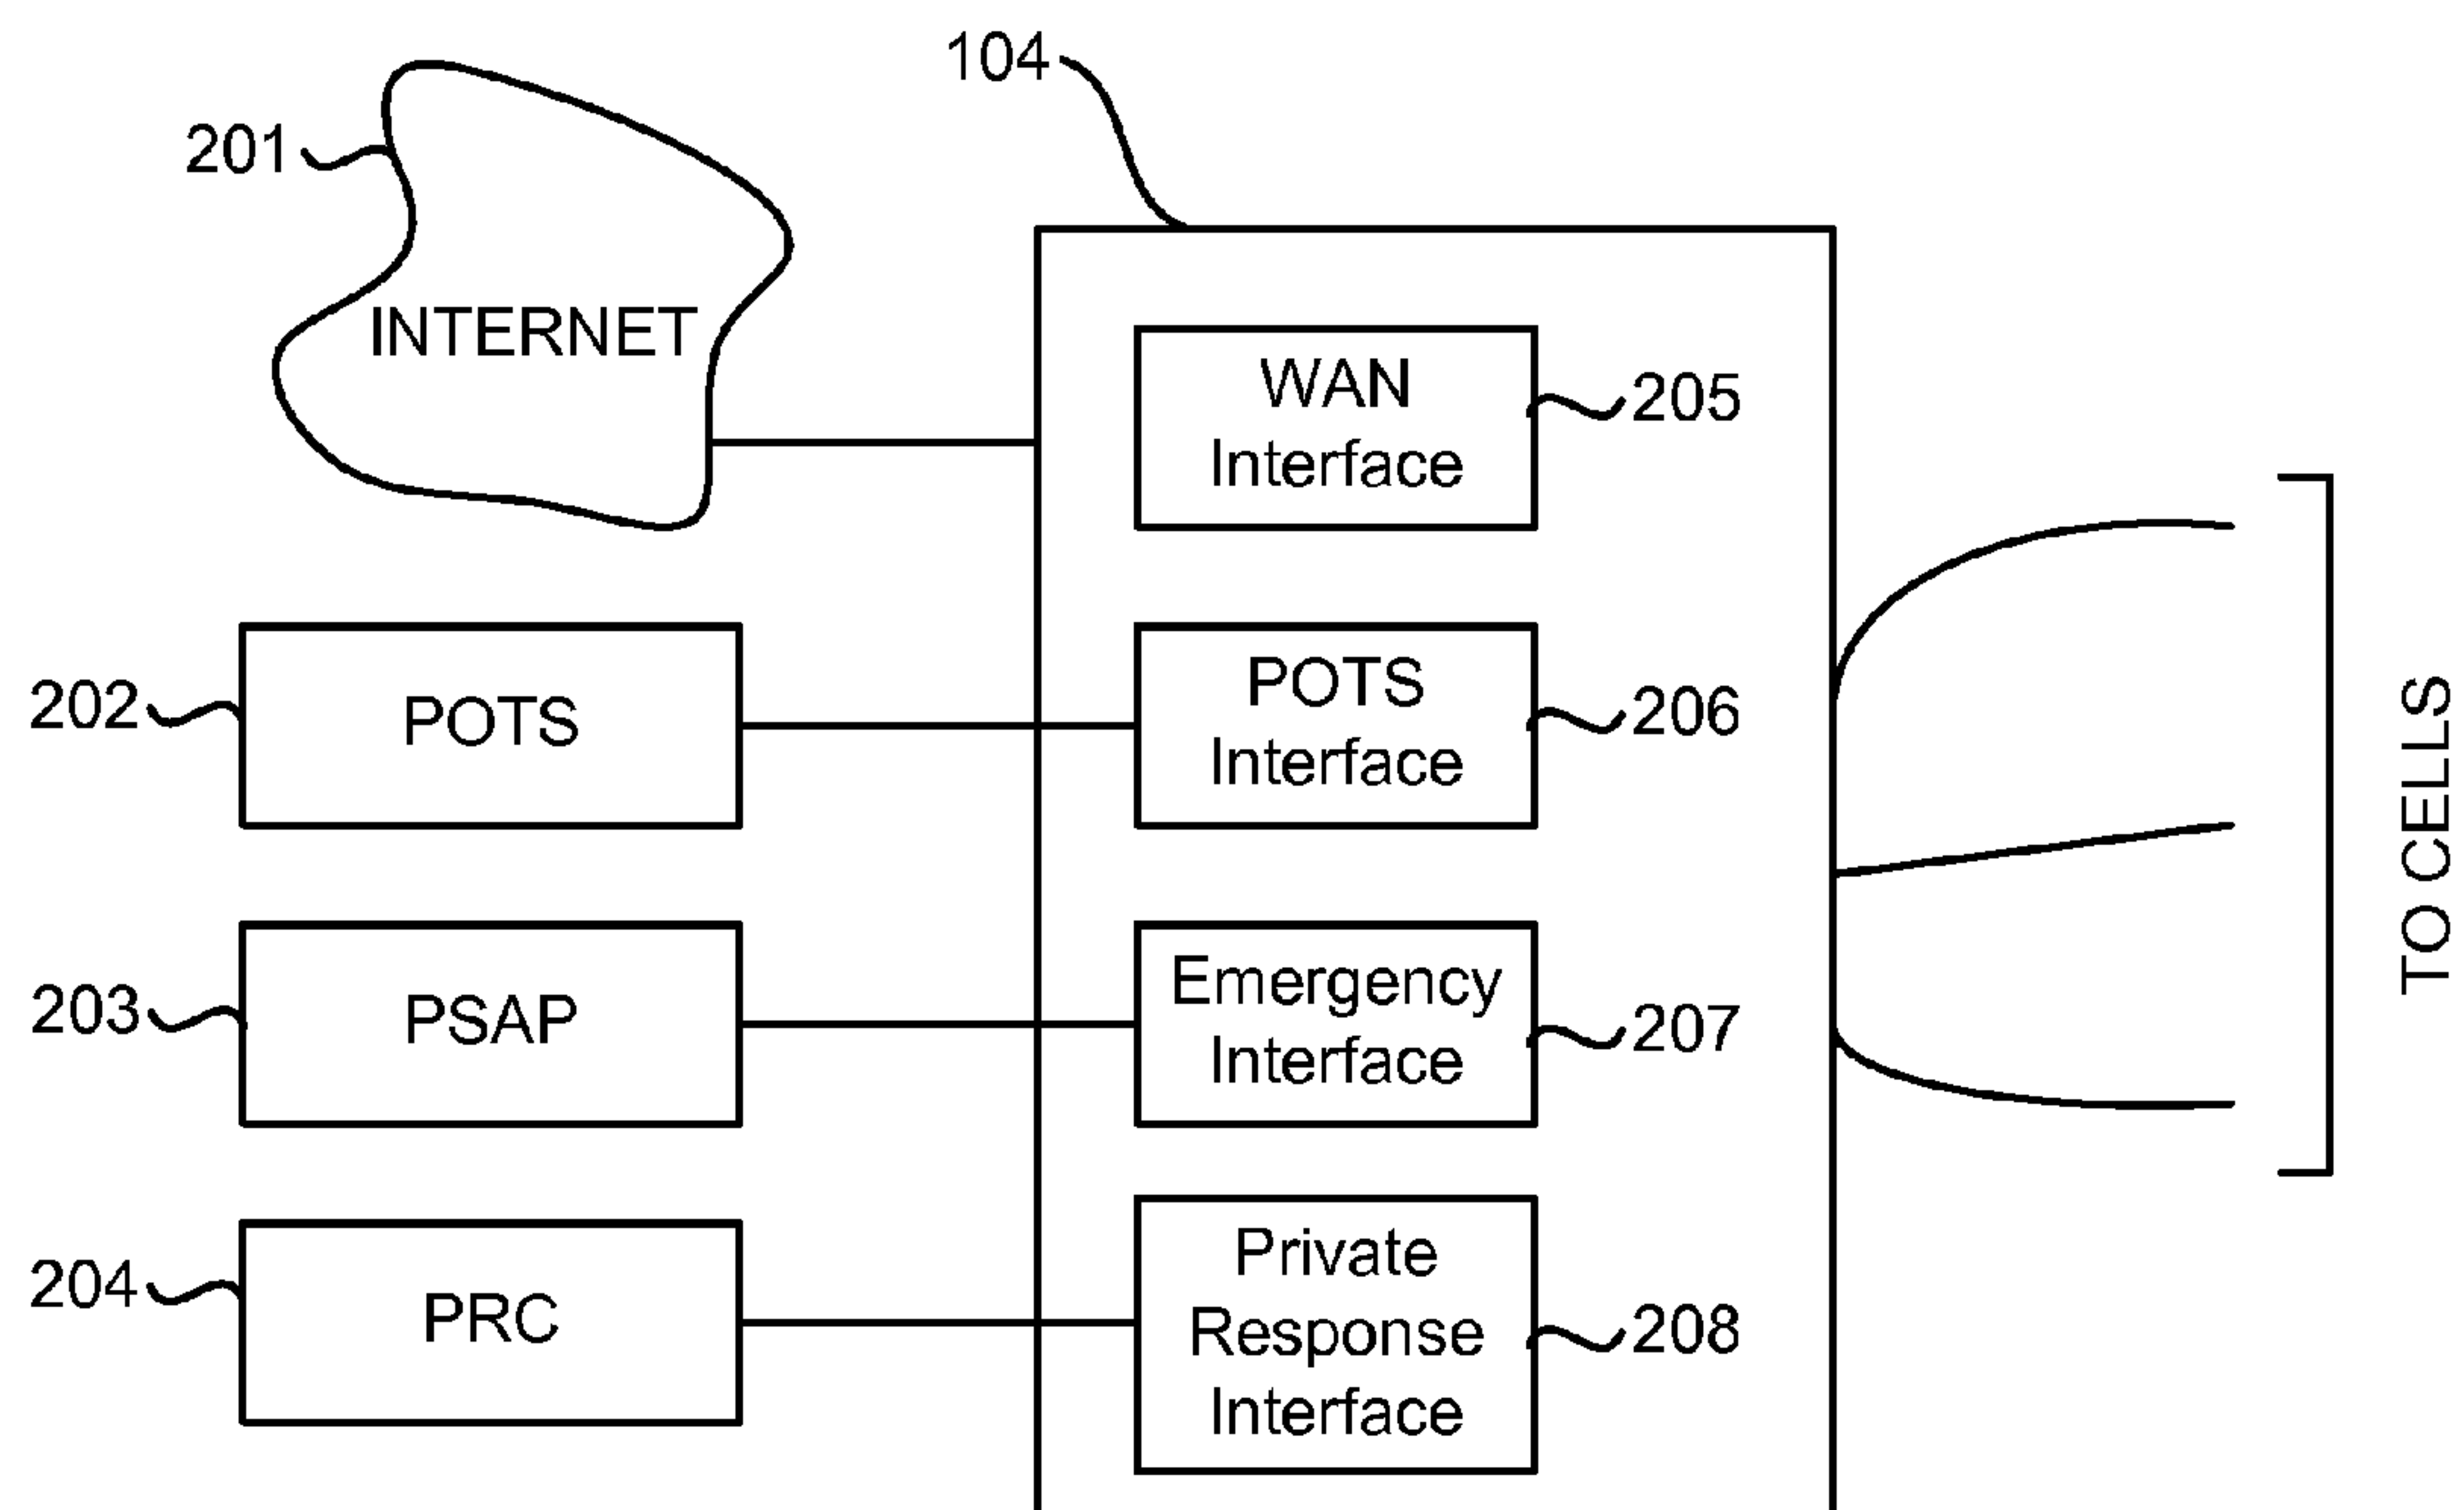 104
201
INTERNET
WAN
Interface
205
202
POTS
POTS
Interface
206
203
PSAP
Emergency
Interface
207
204
PRC
Private
Response
Interface
208
TO CELLS